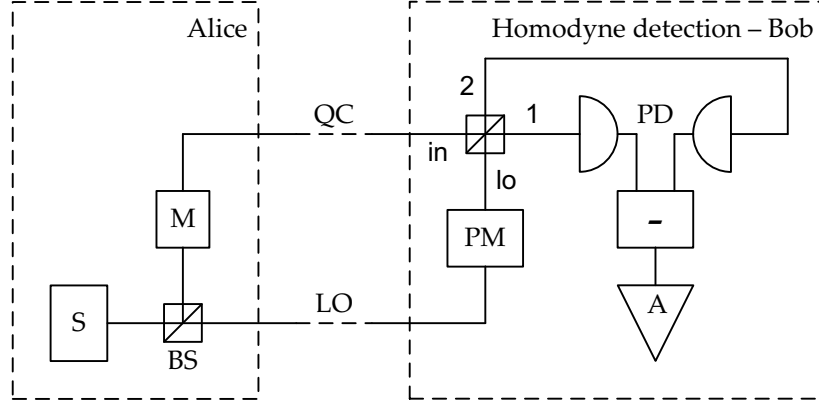 Alice
Homodyne detection – Bob
2
QC
1
PD
in
lo
M
PM
-
LO
S
A
BS